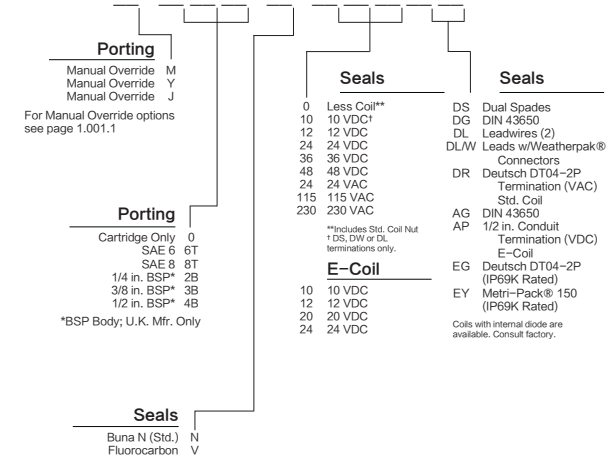 Porting
Manual Override M
Manual Override Y
Manual Override J
For Manual Override options
see page 1.001.1
Porting
Cartridge Only 0
SAE 6 6T
SAE 8 8T
1/4 in. BSP* 2B
3/8 in. BSP* 3B
1/2 in. BSP* 4B
*BSP Body; U.K. Mfr. Only
Seals
Buna N (Std.) N
Fluorocarbon V
Seals
0 Less Coil**
10 10 VDC†
12 12 VDC
24 24 VDC
36 36 VDC
48 48 VDC
24 24 VAC
115 115 VAC
230 230 VAC
**Includes Std. Coil Nut
† DS, DW or DL
terminations only.
E-Coil
10 10 VDC
12 12 VDC
20 20 VDC
24 24 VDC
Seals
DS Dual Spades
DG DIN 43650
DL Leadwires (2)
DL/W Leads w/Weatherpak®
Connectors
DR Deutsch DT04-2P
Termination (VAC)
Std. Coil
AG DIN 43650
AP 1/2 in. Conduit
Termination (VDC)
E-Coil
EG Deutsch DT04-2P
(IP69K Rated)
EY Metri-Pack® 150
(IP69K Rated)
Coils with internal diode are
available. Consult factory.